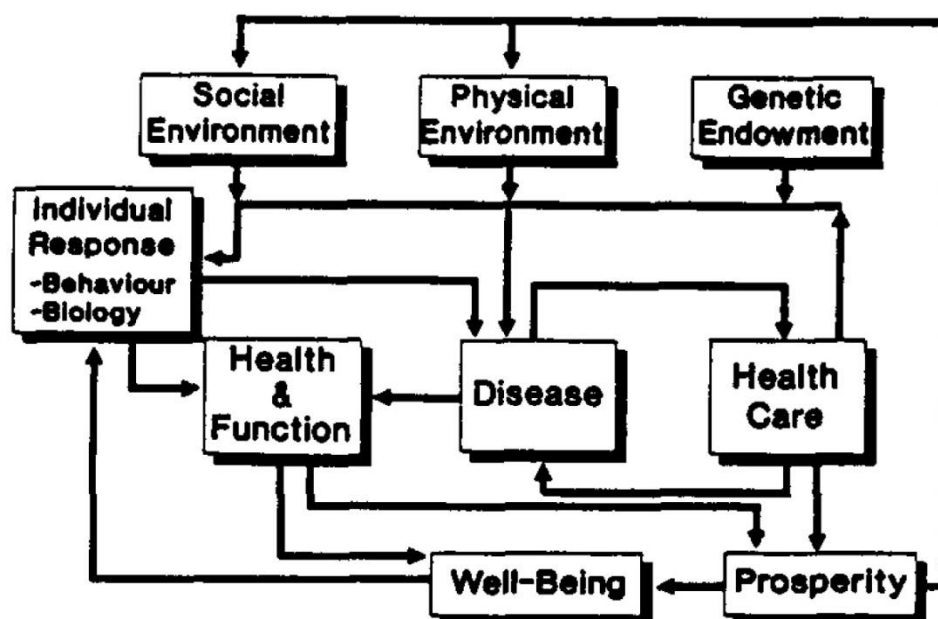 Social
Environment
Physical
Environment
Genetic
Endowment
Individual
Response
-Behaviour
-Biology
Health
&
Function
Disease
Health
Care
Well-Being
Prosperity